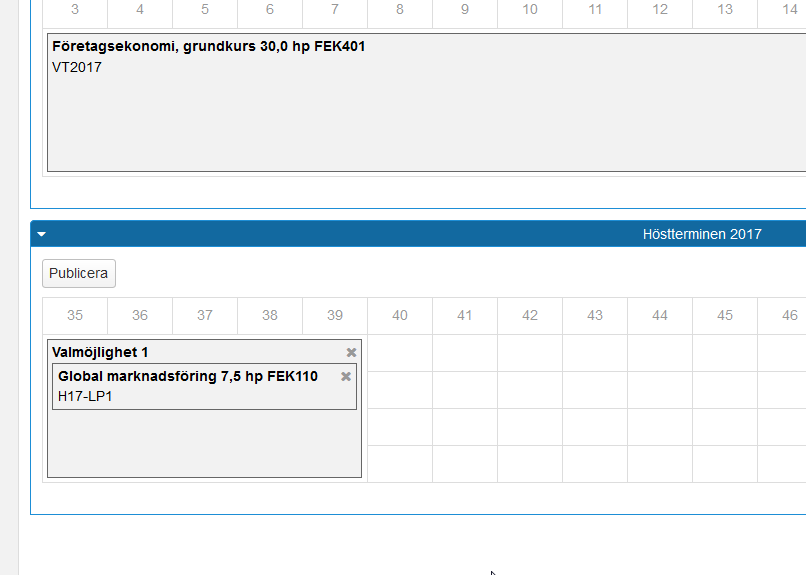 3 4 5 6 7 8 9 10 11 12 13 14
Företagsekonomi, grundkurs 30,0 hp FEK401
VT2017
Höstterminen 2017
Publicera
35 36 37 38 39 40 41 42 43 44 45 46
Valmöjlighet 1
Global marknadsföring 7,5 hp FEK110
H17-LP1